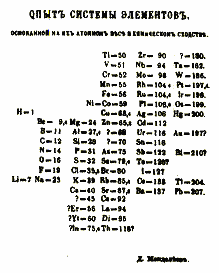 ОПЫТЪ СИСТЕМЫ ЭЛЕМЕНТОВЪ,
ОСНОВАННОЙ НА ИХЪ АТОМНОМЪ ВѢСѢ И ХИМИЧЕСКОМЪ СХОДСТВѢ.
Ti=50 Zr= 90 ?=180.
V=51 Nb= 94 Ta=182.
Cr=52 Mo= 96 W=186.
Mn=55 Rh=104,4 Pt=197,4
Fe=56 Ru=104,4 Ir=198.
Ni=Co=59 Pl=106,6 Os=199.
H=1 Cu=63,4 Ag=108 Hg=200.
Be= 9,4 Mg=24 Zn=65,2 Cd=112
B=11 Al=27,4 ?=68 Ur=116 Au=197?
C=12 Si=28 ?=70 Sn=118
N=14 P=31 As=75 Sb=122 Bi=210?
O=16 S=32 Se=79,4 Te=128?
F=19 Cl=35,5 Br=80 I=127
Li=7 Na=23 K=39 Rb=85,4 Cs=133 Tl=204.
Ca=40 Sr=87,6 Ba=137 Pb=207.
?=45 Ce=92
?Er=56 La=94
?Yt=60 Di=95
?In=75,6 Th=118?
Д. Менделѣевъ